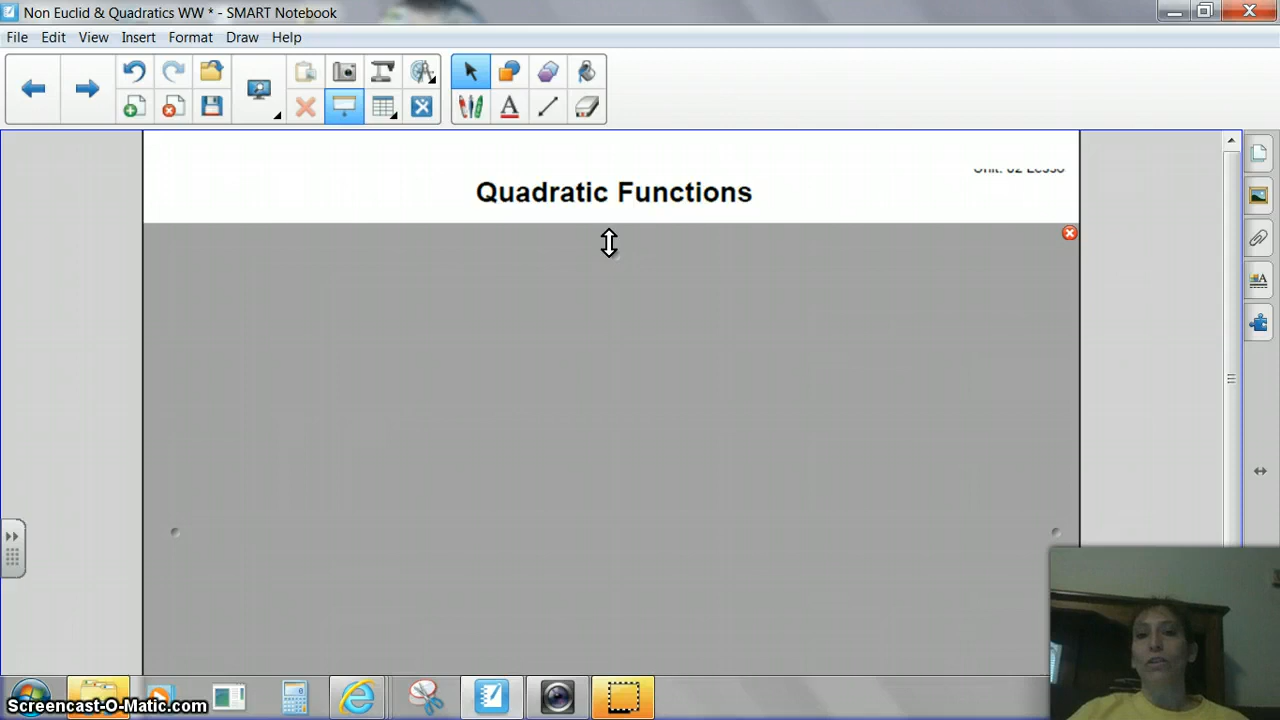 Non Euclid & Quadratics WW * - SMART Notebook
File Edit View Insert Format Draw Help
Quadratic Functions
Screencast-O-Matic.com